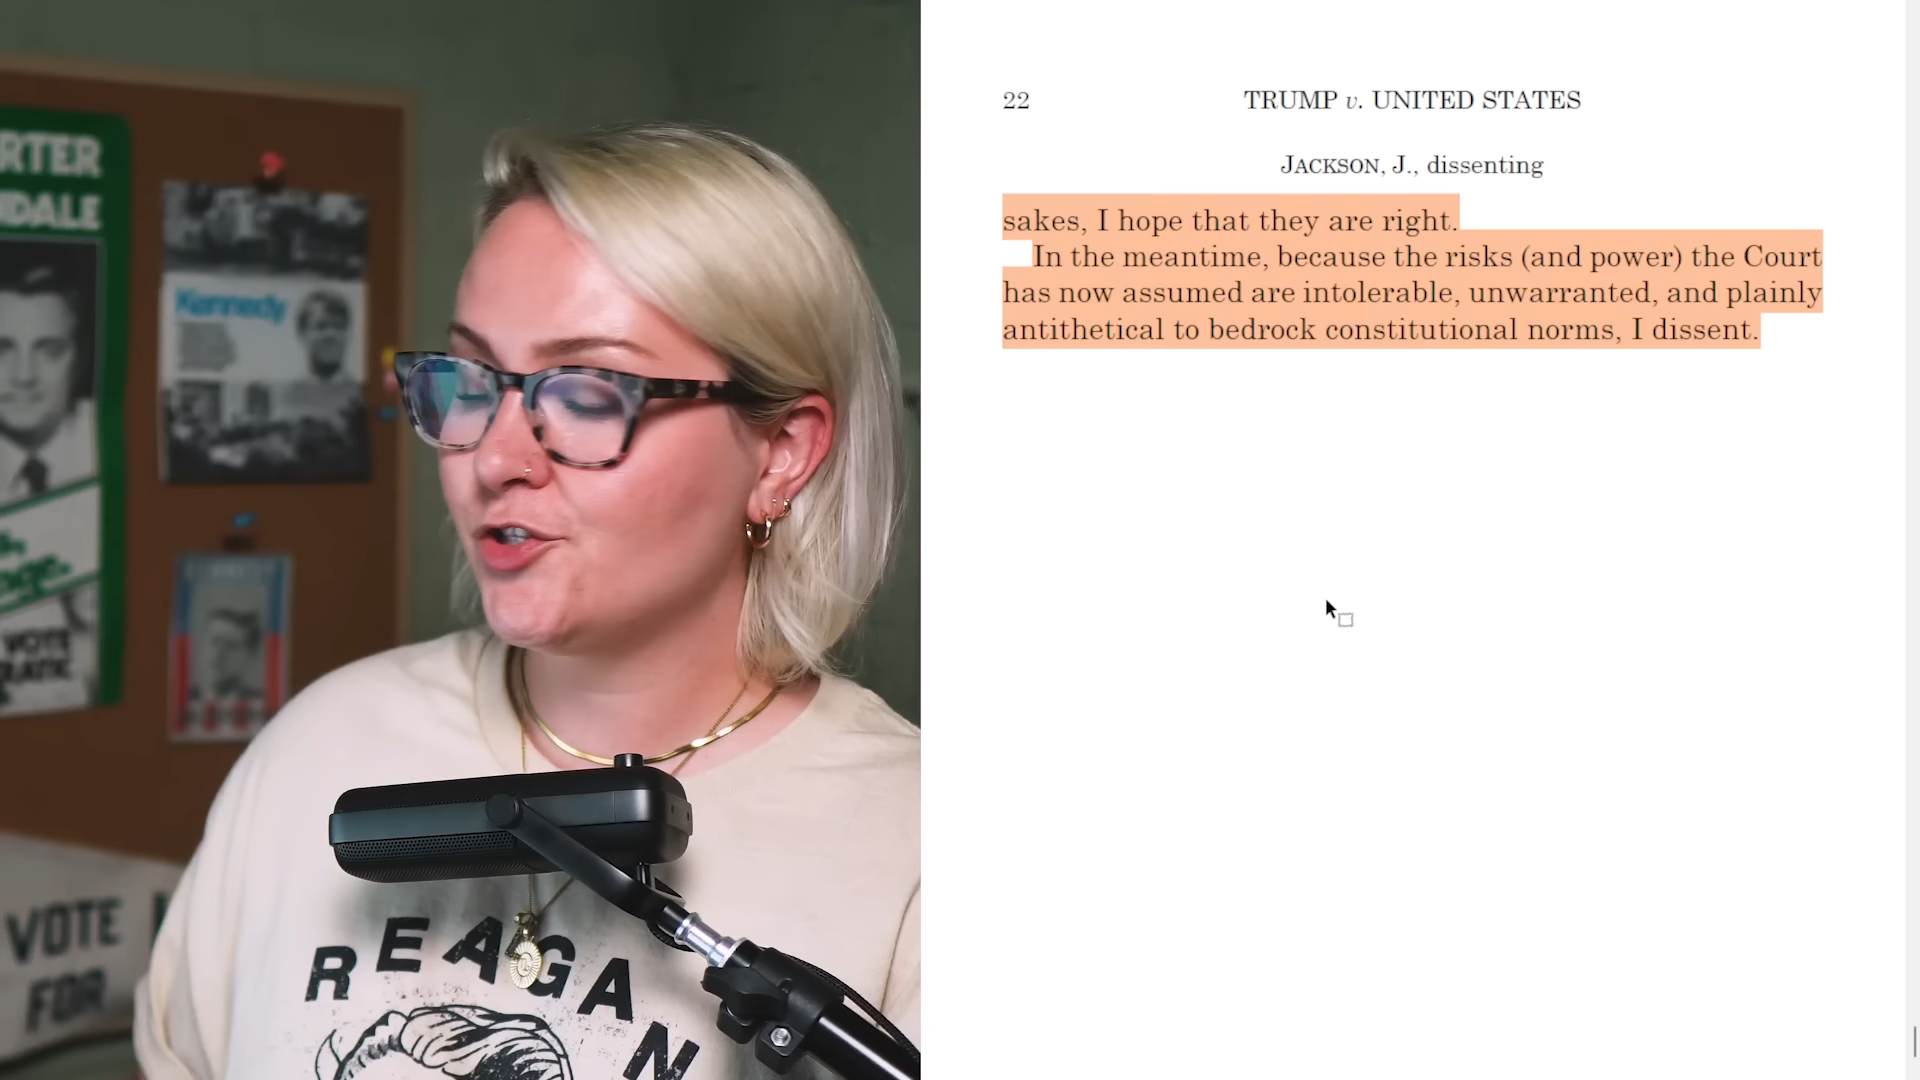 RTER
NDALE
Kennedy
VOTE
VOTE
FOR
REAGAN
22
TRUMP v. UNITED STATES
JACKSON, J., dissenting
sakes, I hope that they are right.
In the meantime, because the risks (and power) the Court
has now assumed are intolerable, unwarranted, and plainly
antithetical to bedrock constitutional norms, I dissent.